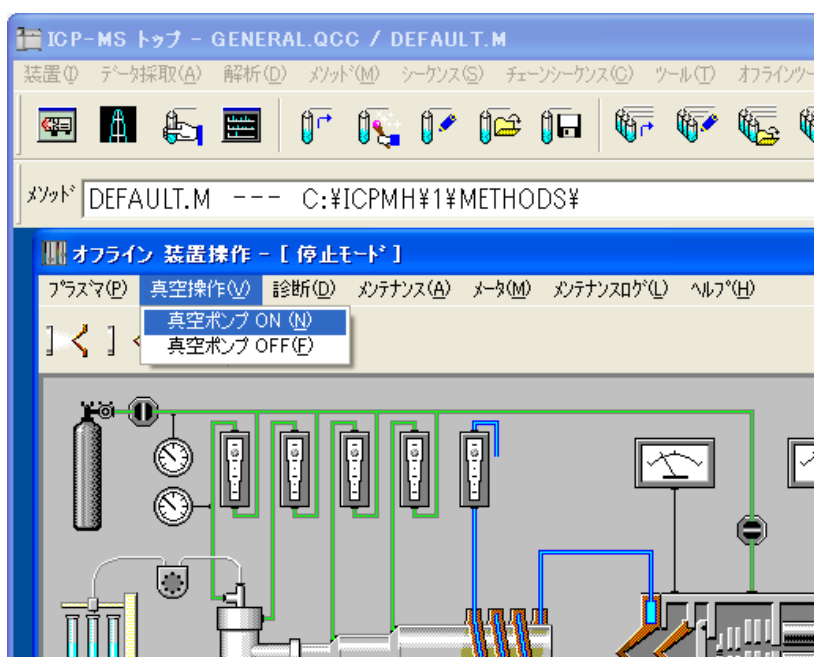 ICP-MS トップ - GENERAL.QCC / DEFAULT.M
装置(I) データ採取(A) 解析(D) メソッド(M) シーケンス(S) チェーンシーケンス(C) ツール(T) オフラインツー
メソッド DEFAULT.M --- C:¥ICPMH¥1¥METHODS¥
オフライン 装置操作 - [ 停止モード ]
プラズマ(P) 真空操作(V) 診断(D) メンテナンス(A) メータ(M) メンテナンスログ(L) ヘルプ(H)
真空ポンプ ON (N)
真空ポンプ OFF(F)